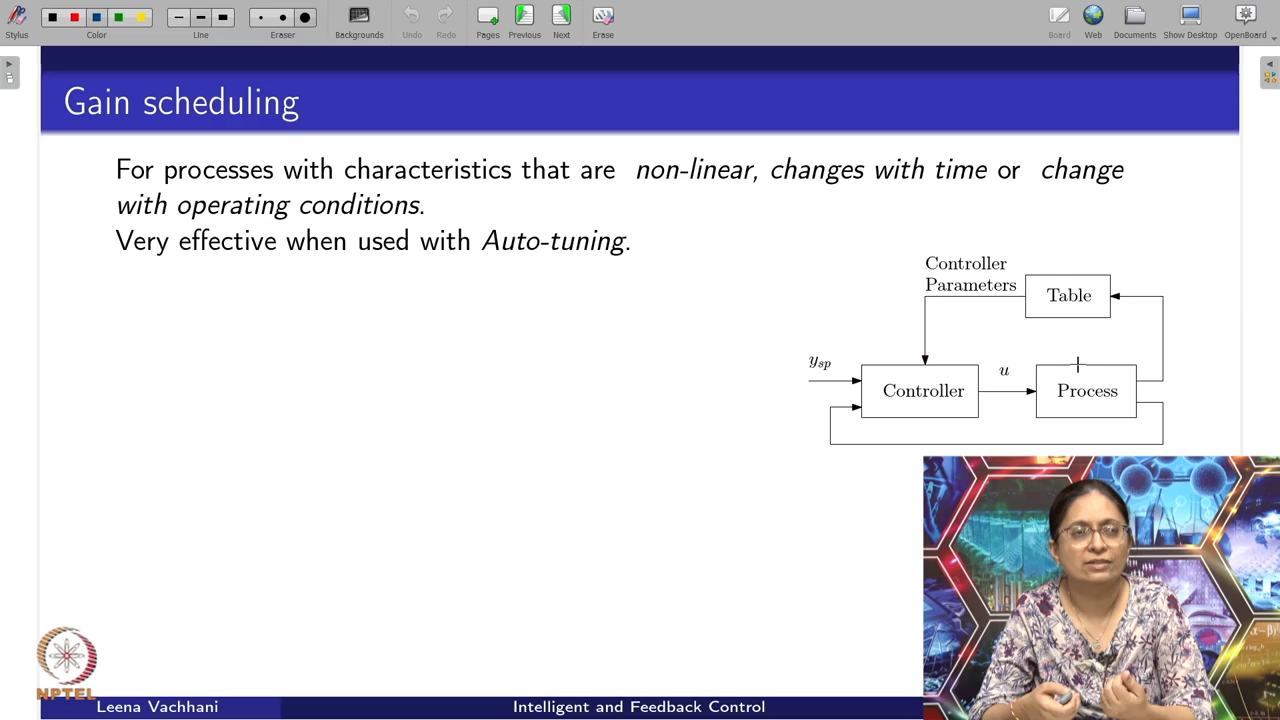 Stylus
Color
Line
Eraser
Backgrounds
Undo
Redo
Pages
Previous
Next
Erase
Board
Web
Documents
Show Desktop
OpenBoard
Gain scheduling
For processes with characteristics that are non-linear, changes with time or change
with operating conditions.
Very effective when used with Auto-tuning.
Controller
Parameters
Table
ysp
Controller
u
Process
NPTEL
Leena Vachhani
Intelligent and Feedback Control